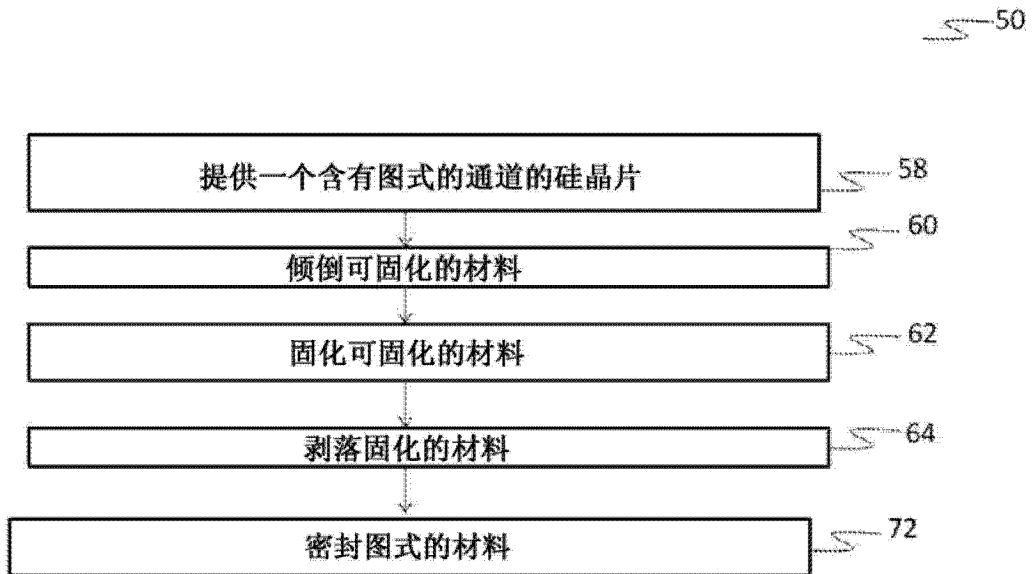 50
提供一个含有图式的通道的硅晶片
58
60
倾倒可固化的材料
固化可固化的材料
62
剥落固化的材料
64
密封图式的材料
72